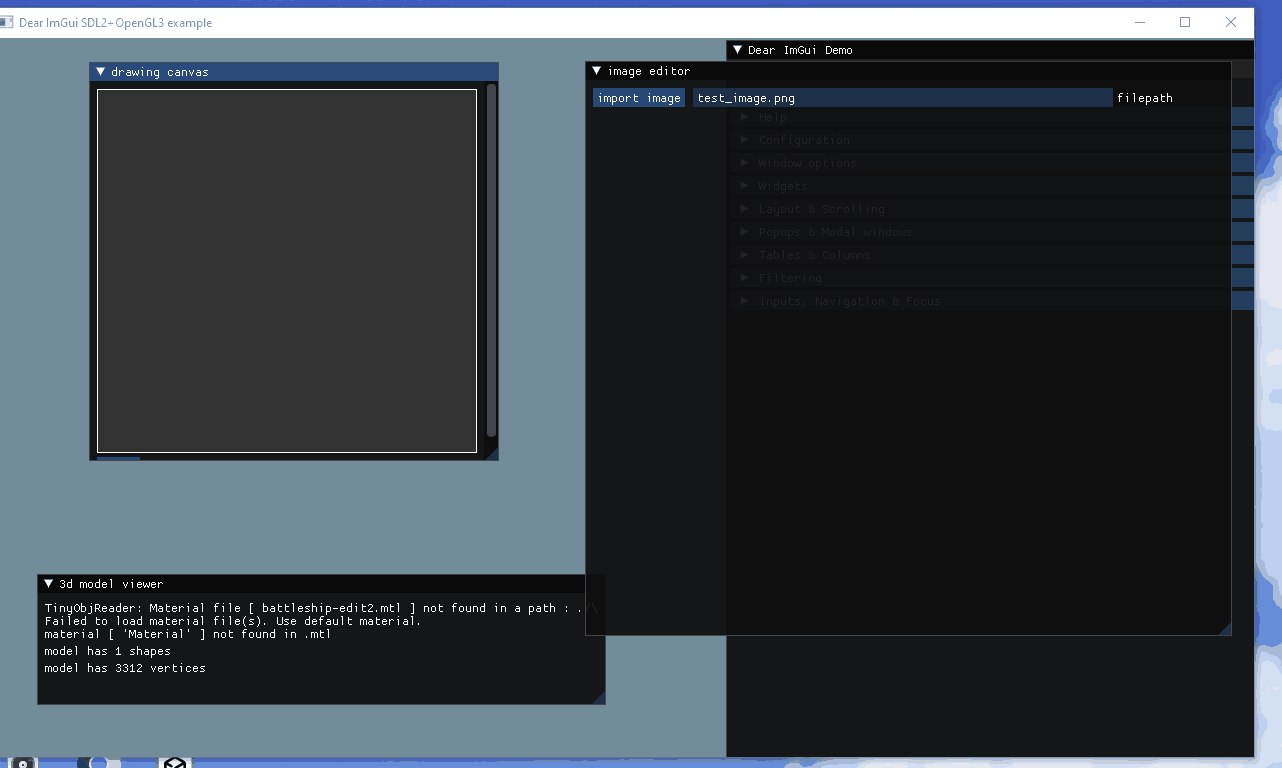 Dear ImGui SDL2+OpenGL3 example
drawing canvas
Dear ImGui Demo
image editor
import image test_image.png filepath
Help
Configuration
Window options
Widgets
Layout & Scrolling
Popups & Modal windows
Tables & Columns
Filtering
Inputs, Navigation & Focus
3d model viewer
TinyObjReader: Material file [ battleship-edit2.mtl ] not found in a path : ./\
Failed to load material file(s). Use default material.
material [ 'Material' ] not found in .mtl
model has 1 shapes
model has 3312 vertices